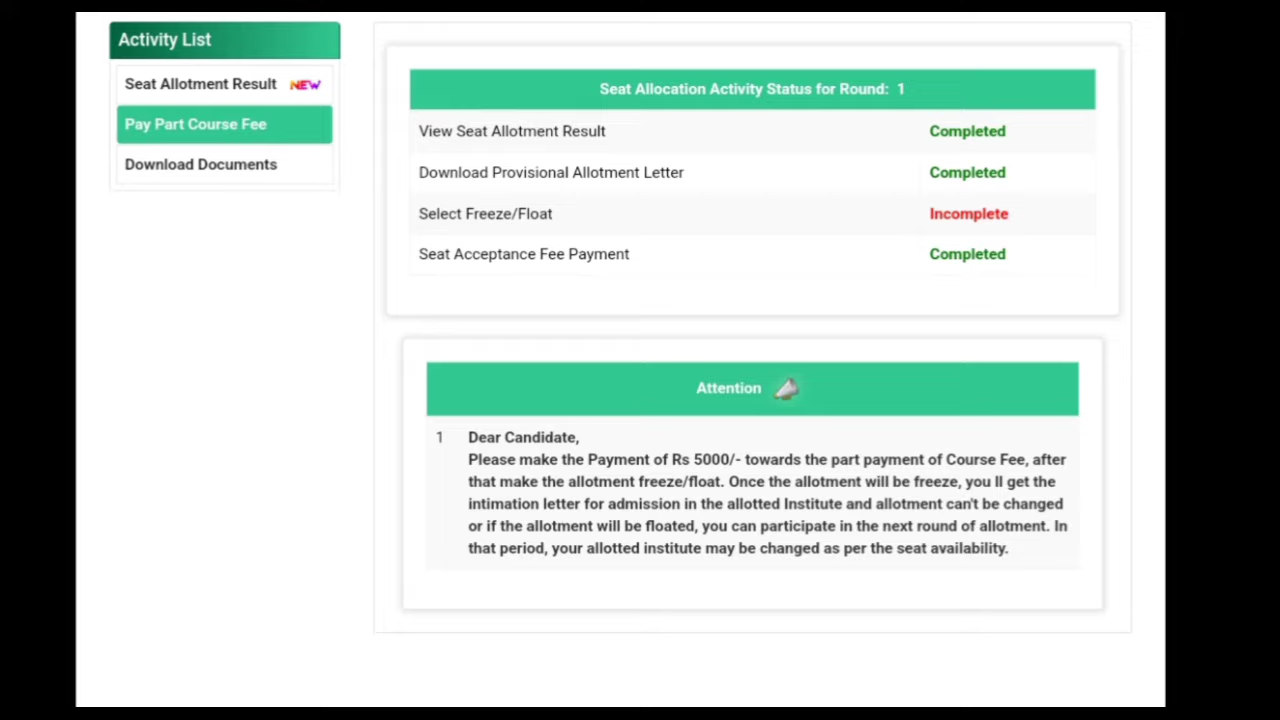 Activity List
Seat Allotment Result NEW
Pay Part Course Fee
Download Documents
Seat Allocation Activity Status for Round: 1
View Seat Allotment Result Completed
Download Provisional Allotment Letter Completed
Select Freeze/Float Incomplete
Seat Acceptance Fee Payment Completed
Attention
1 Dear Candidate,
Please make the Payment of Rs 5000/- towards the part payment of Course Fee, after
that make the allotment freeze/float. Once the allotment will be freeze, you ll get the
intimation letter for admission in the allotted Institute and allotment can't be changed
or if the allotment will be floated, you can participate in the next round of allotment. In
that period, your allotted institute may be changed as per the seat availability.